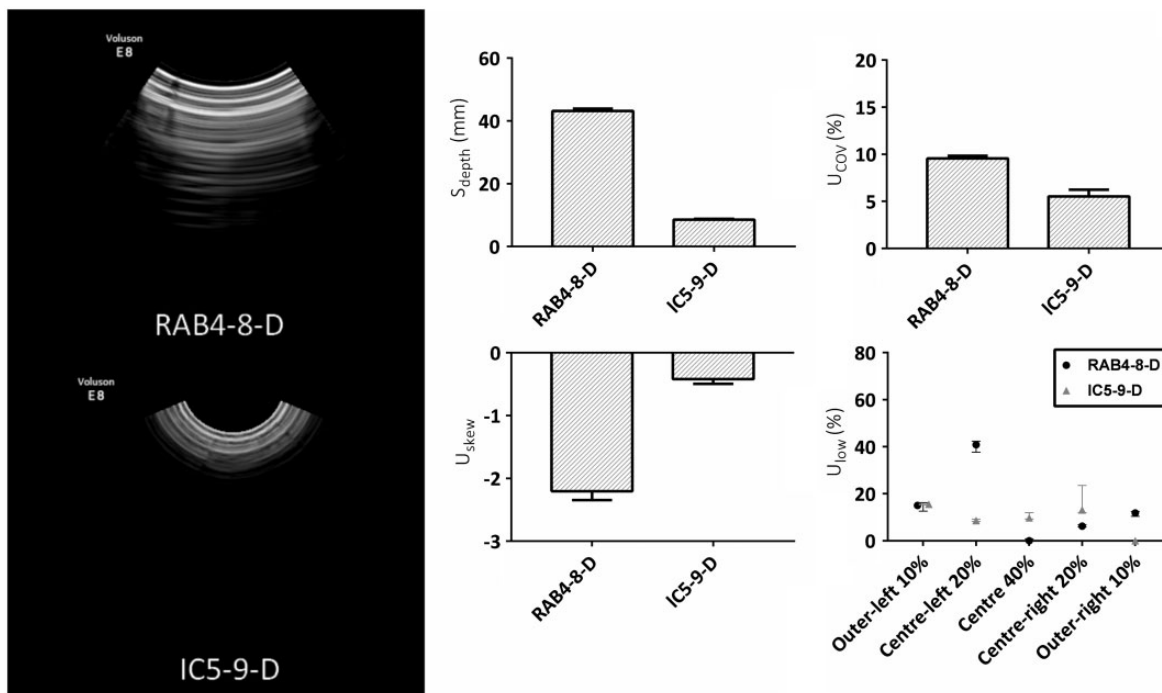 Voluson
E8
RAB4-8-D
Voluson
E8
IC5-9-D
60
40
20
0
S_depth (mm)
RAB4-8-D
IC5-9-D
20
15
10
5
0
U_COV (%)
RAB4-8-D
IC5-9-D
0
-1
-2
-3
U_skew
RAB4-8-D
IC5-9-D
80
60
40
20
0
U_low (%)
RAB4-8-D
IC5-9-D
Outer-left 10%
Centre-left 20%
Centre 40%
Centre-right 20%
Outer-right 10%